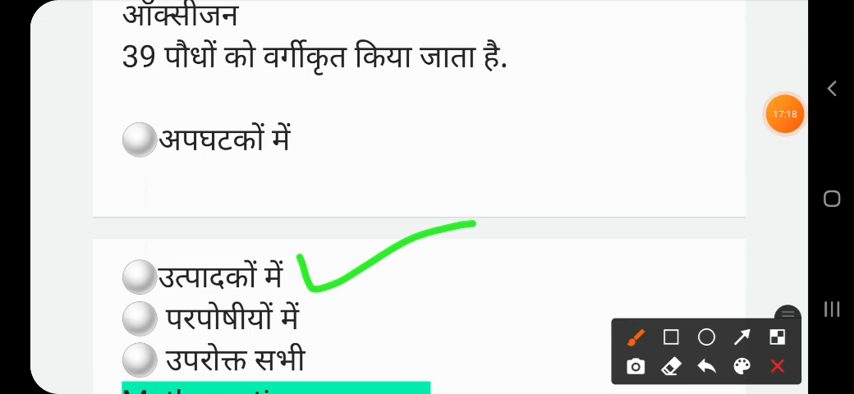 ऑक्सीजन
39 पौधों को वर्गीकृत किया जाता है.
अपघटकों में
17:18
उत्पादकों में
परपोषीयों में
उपरोक्त सभी